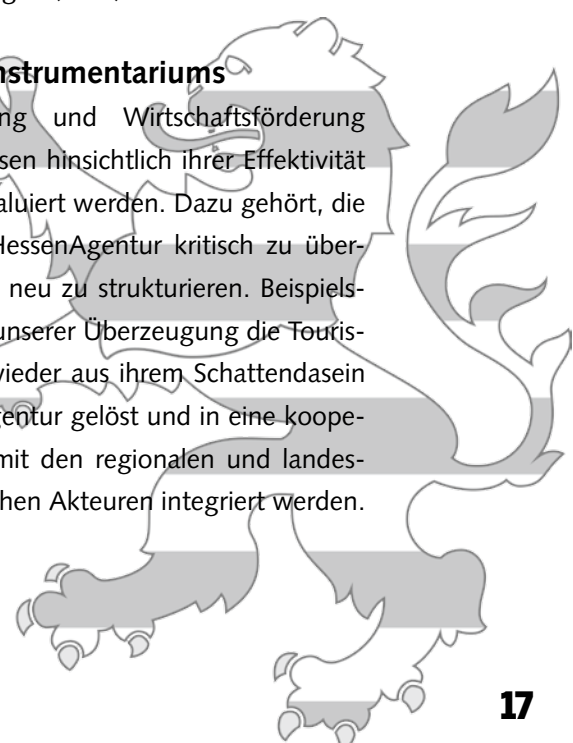 nstrumentariums
ng und Wirtschaftsförderung
sen hinsichtlich ihrer Effektivität
aluiert werden. Dazu gehört, die
HessenAgentur kritisch zu über-
neu zu strukturieren. Beispiels-
unserer Überzeugung die Touris-
wieder aus ihrem Schattendasein
gentur gelöst und in eine koope-
mit den regionalen und landes-
chen Akteuren integriert werden.
17